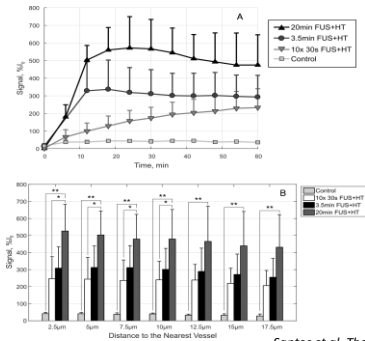 A
800
700
600
500
400
300
200
100
0
Signal, %I₀
0 10 20 30 40 50 60
Time, min
20min FUS+HT
3.5min FUS+HT
10x 30s FUS+HT
Control
B
800
700
600
500
400
300
200
100
0
Signal, %I₀
** ** ** ** ** ** **
* * * *
2.5μm 5μm 7.5μm 10μm 12.5μm 15μm 17.5μm
Distance to the Nearest Vessel
Control
10x 30s FUS+HT
3.5min FUS+HT
20min FUS+HT
Santos et al.